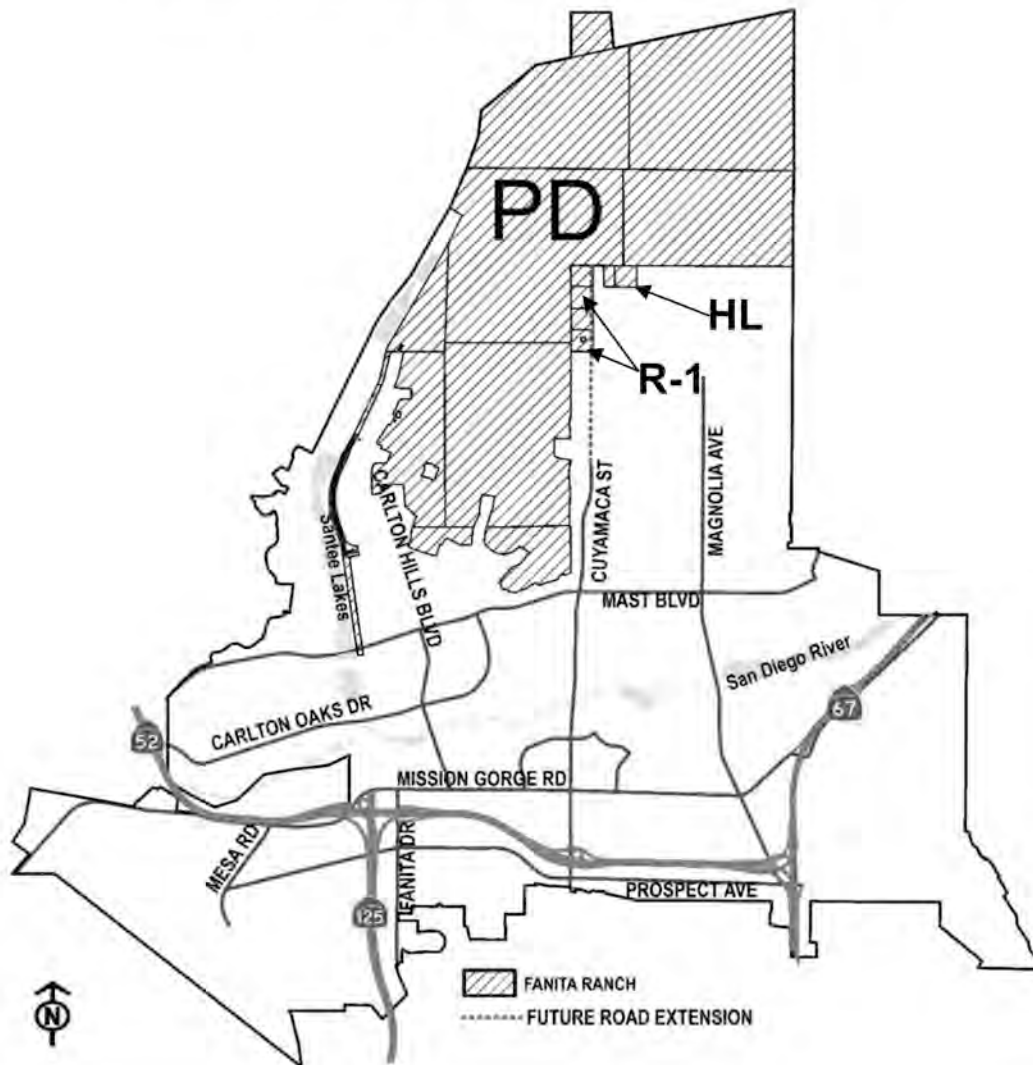 PD
HL
R-1
MAGNOLIA AVE
CARLTON HILLS BLVD
CUYAMACA ST
Santee Lakes
MAST BLVD
San Diego River
67
CARLTON OAKS DR
52
MISSION GORGE RD
MESA RD
FANITA DR
PROSPECT AVE
125
FANITA RANCH
N
FUTURE ROAD EXTENSION